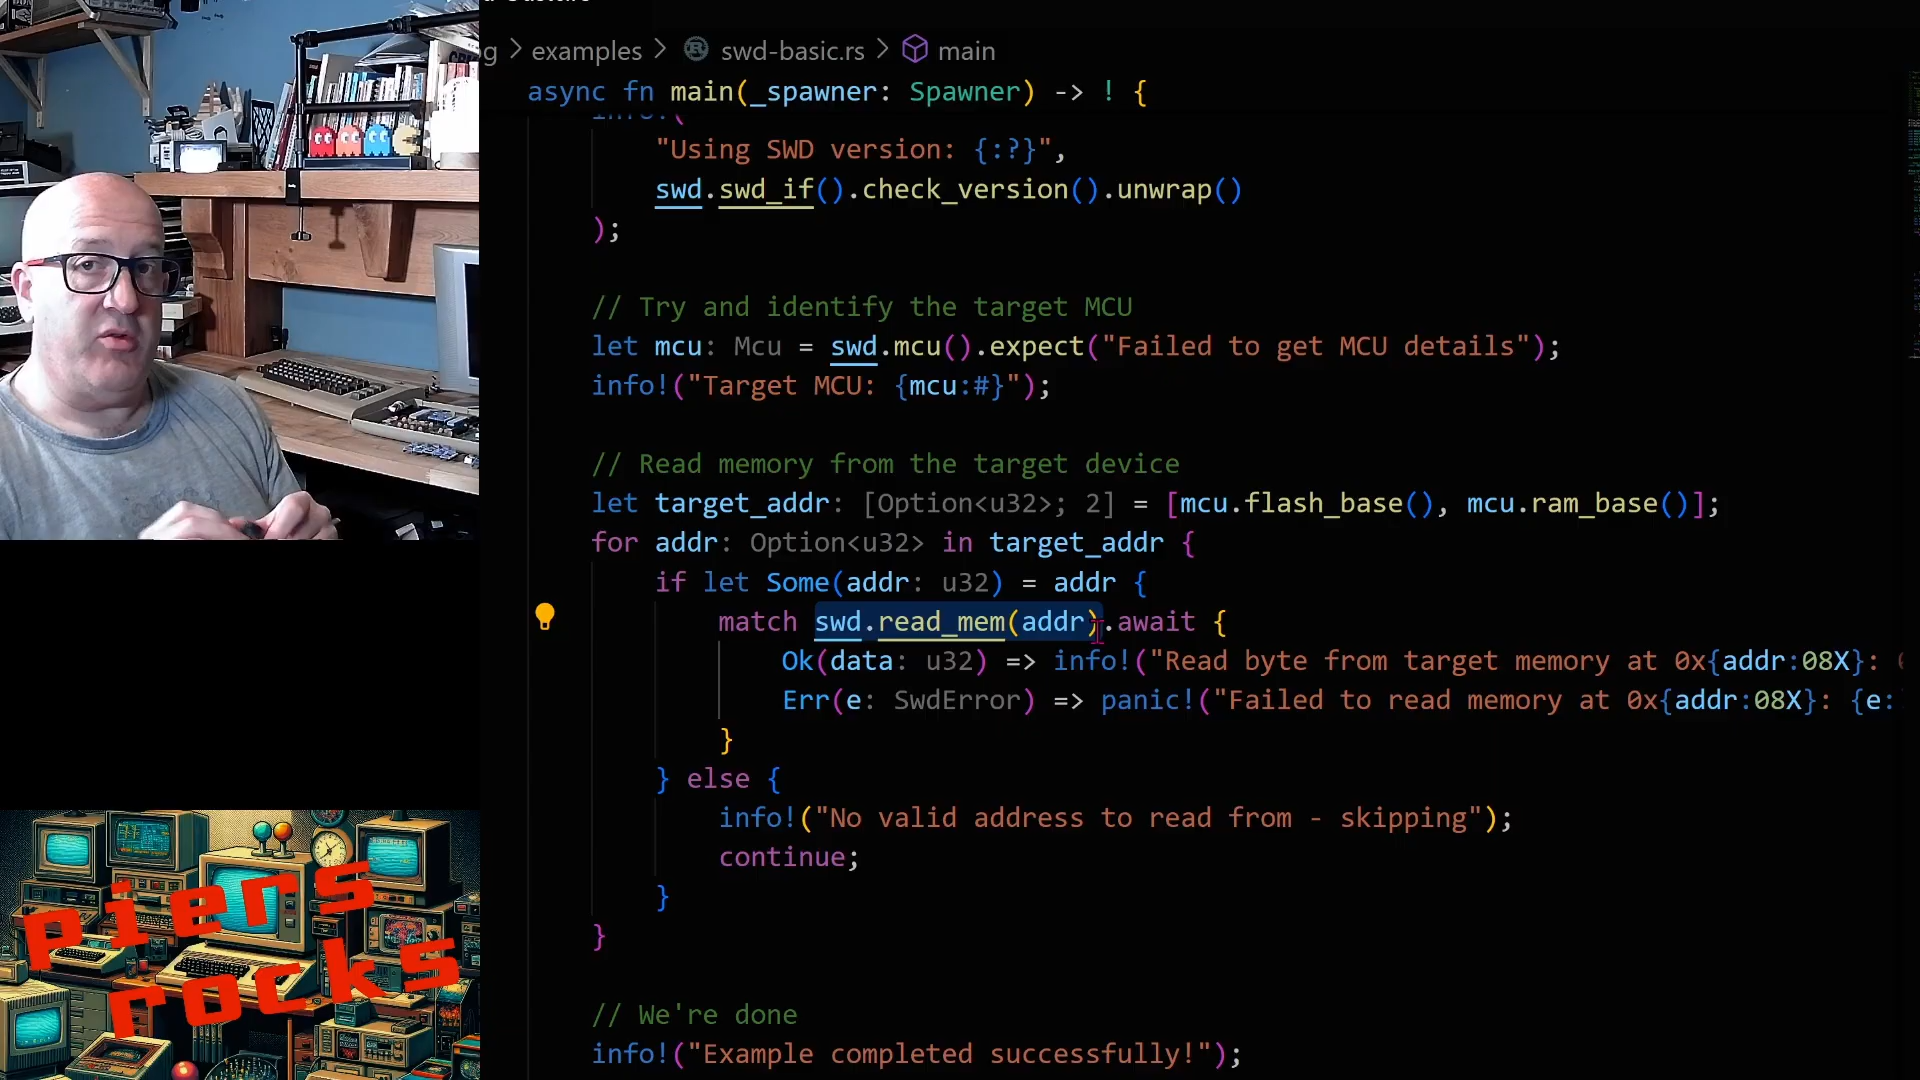 g > examples > swd-basic.rs > main
async fn main(_spawner: Spawner) -> ! {
info!(
"Using SWD version: {:?}",
swd.swd_if().check_version().unwrap()
);
// Try and identify the target MCU
let mcu: Mcu = swd.mcu().expect("Failed to get MCU details");
info!("Target MCU: {mcu:#}");
// Read memory from the target device
let target_addr: [Option<u32>; 2] = [mcu.flash_base(), mcu.ram_base()];
for addr: Option<u32> in target_addr {
if let Some(addr: u32) = addr {
match swd.read_mem(addr).await {
Ok(data: u32) => info!("Read byte from target memory at 0x{addr:08X}:
Err(e: SwdError) => panic!("Failed to read memory at 0x{addr:08X}: {e:
}
} else {
info!("No valid address to read from - skipping");
continue;
}
}
// We're done
info!("Example completed successfully!");
piers
rocks